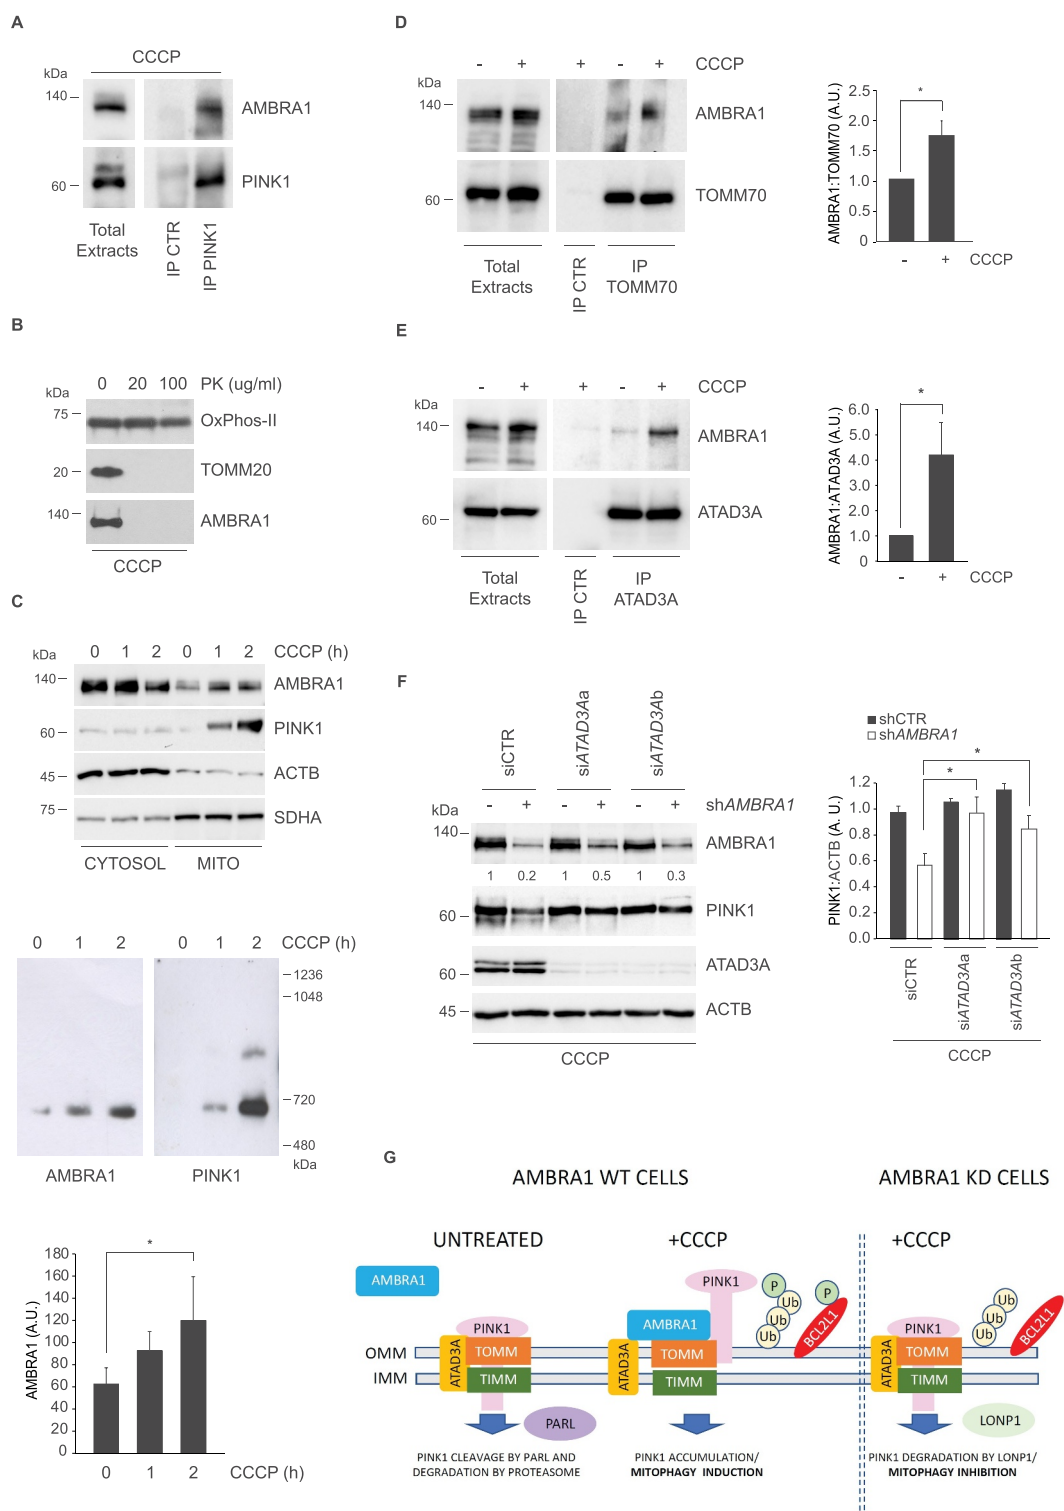 A
CCCP
kDa
140
AMBRA1
60
PINK1
Total
Extracts
IP CTR
IP PINK1
B
0 20 100 PK (ug/ml)
kDa
75
OxPhos-II
20
TOMM20
140
AMBRA1
CCCP
C
0 1 2 0 1 2 CCCP (h)
kDa
140
AMBRA1
60
PINK1
45
ACTB
75
SDHA
CYTOSOL MITO
0 1 2 0 1 2 CCCP (h)
1236
1048
720
480
kDa
AMBRA1 PINK1
*
AMBRA1 (A.U.)
180
160
140
120
100
80
60
40
20
0
0 1 2 CCCP (h)
D
- + + - + CCCP
kDa
140
AMBRA1
60
TOMM70
Total
Extracts
IP CTR
IP
TOMM70
AMBRA1:TOMM70 (A.U.)
2.5
2.0
1.5
1.0
0.5
0
*
- + CCCP
E
- + + - + CCCP
kDa
140
AMBRA1
60
ATAD3A
Total
Extracts
IP CTR
IP
ATAD3A
AMBRA1:ATAD3A (A.U.)
6.0
5.0
4.0
3.0
2.0
1.0
0
*
- + CCCP
F
siCTR
siATAD3Aa
siATAD3Ab
- + - + - + shAMBRA1
kDa
140
AMBRA1
1 0.2 1 0.5 1 0.3
60
PINK1
60
ATAD3A
45
ACTB
CCCP
shCTR
shAMBRA1
PINK1:ACTB (A. U.)
1.2
1.0
0.8
0.6
0.4
0.2
0.0
*
*
siCTR
siATAD3Aa
siATAD3Ab
CCCP
G
AMBRA1 WT CELLS
AMBRA1 KD CELLS
UNTREATED
+CCCP
+CCCP
AMBRA1
PINK1
ATAD3A
TOMM
TIMM
OMM
IMM
PARL
PINK1 CLEAVAGE BY PARL AND
DEGRADATION BY PROTEASOME
PINK1
AMBRA1
ATAD3A
TOMM
TIMM
P
Ub
Ub
Ub
P
BCL2L1
PINK1 ACCUMULATION/
MITOPHAGY INDUCTION
PINK1
ATAD3A
TOMM
TIMM
Ub
Ub
Ub
BCL2L1
LONP1
PINK1 DEGRADATION BY LONP1/
MITOPHAGY INHIBITION